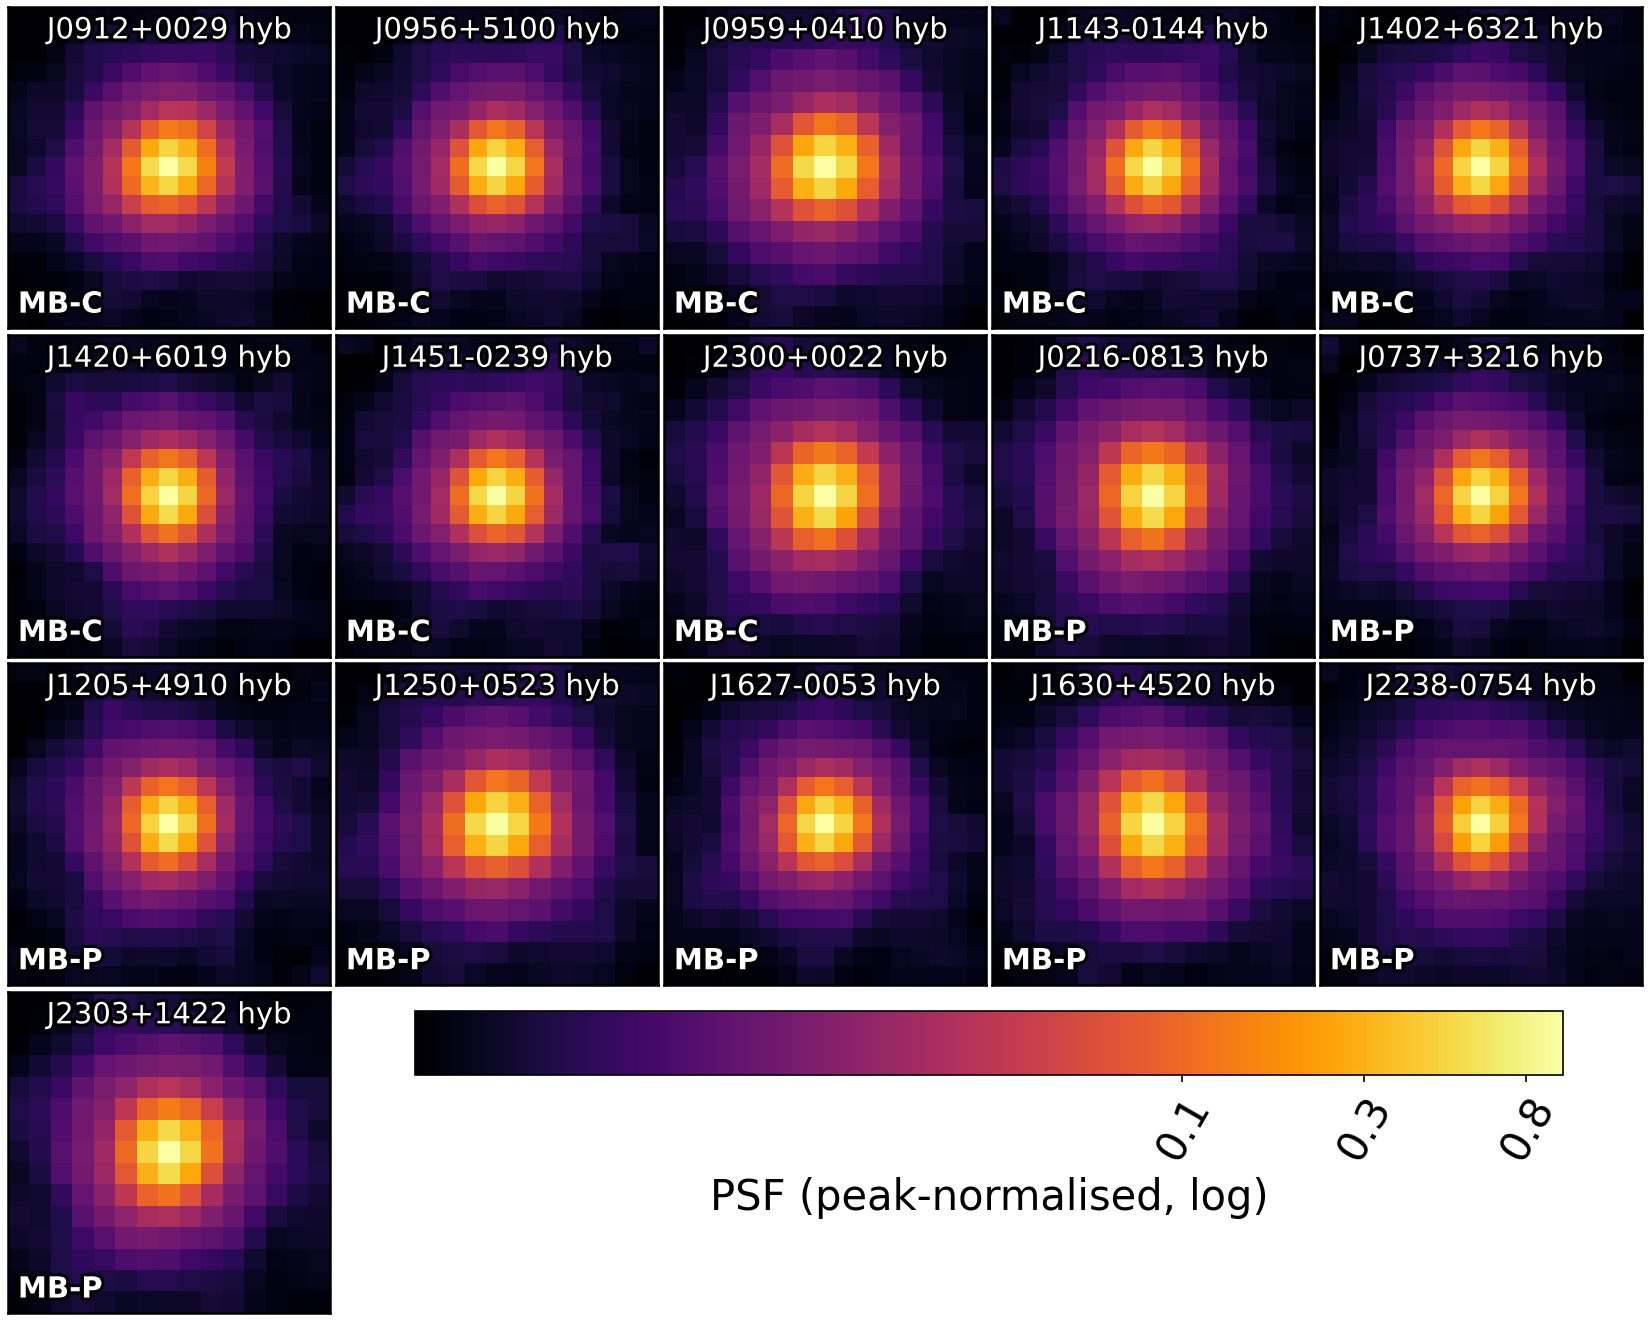 J0912+0029 hyb
MB-C
J0956+5100 hyb
MB-C
J0959+0410 hyb
MB-C
J1143-0144 hyb
MB-C
J1402+6321 hyb
MB-C
J1420+6019 hyb
MB-C
J1451-0239 hyb
MB-C
J2300+0022 hyb
MB-C
J0216-0813 hyb
MB-P
J0737+3216 hyb
MB-P
J1205+4910 hyb
MB-P
J1250+0523 hyb
MB-P
J1627-0053 hyb
MB-P
J1630+4520 hyb
MB-P
J2238-0754 hyb
MB-P
J2303+1422 hyb
MB-P
0.1
0.3
0.8
PSF (peak-normalised, log)